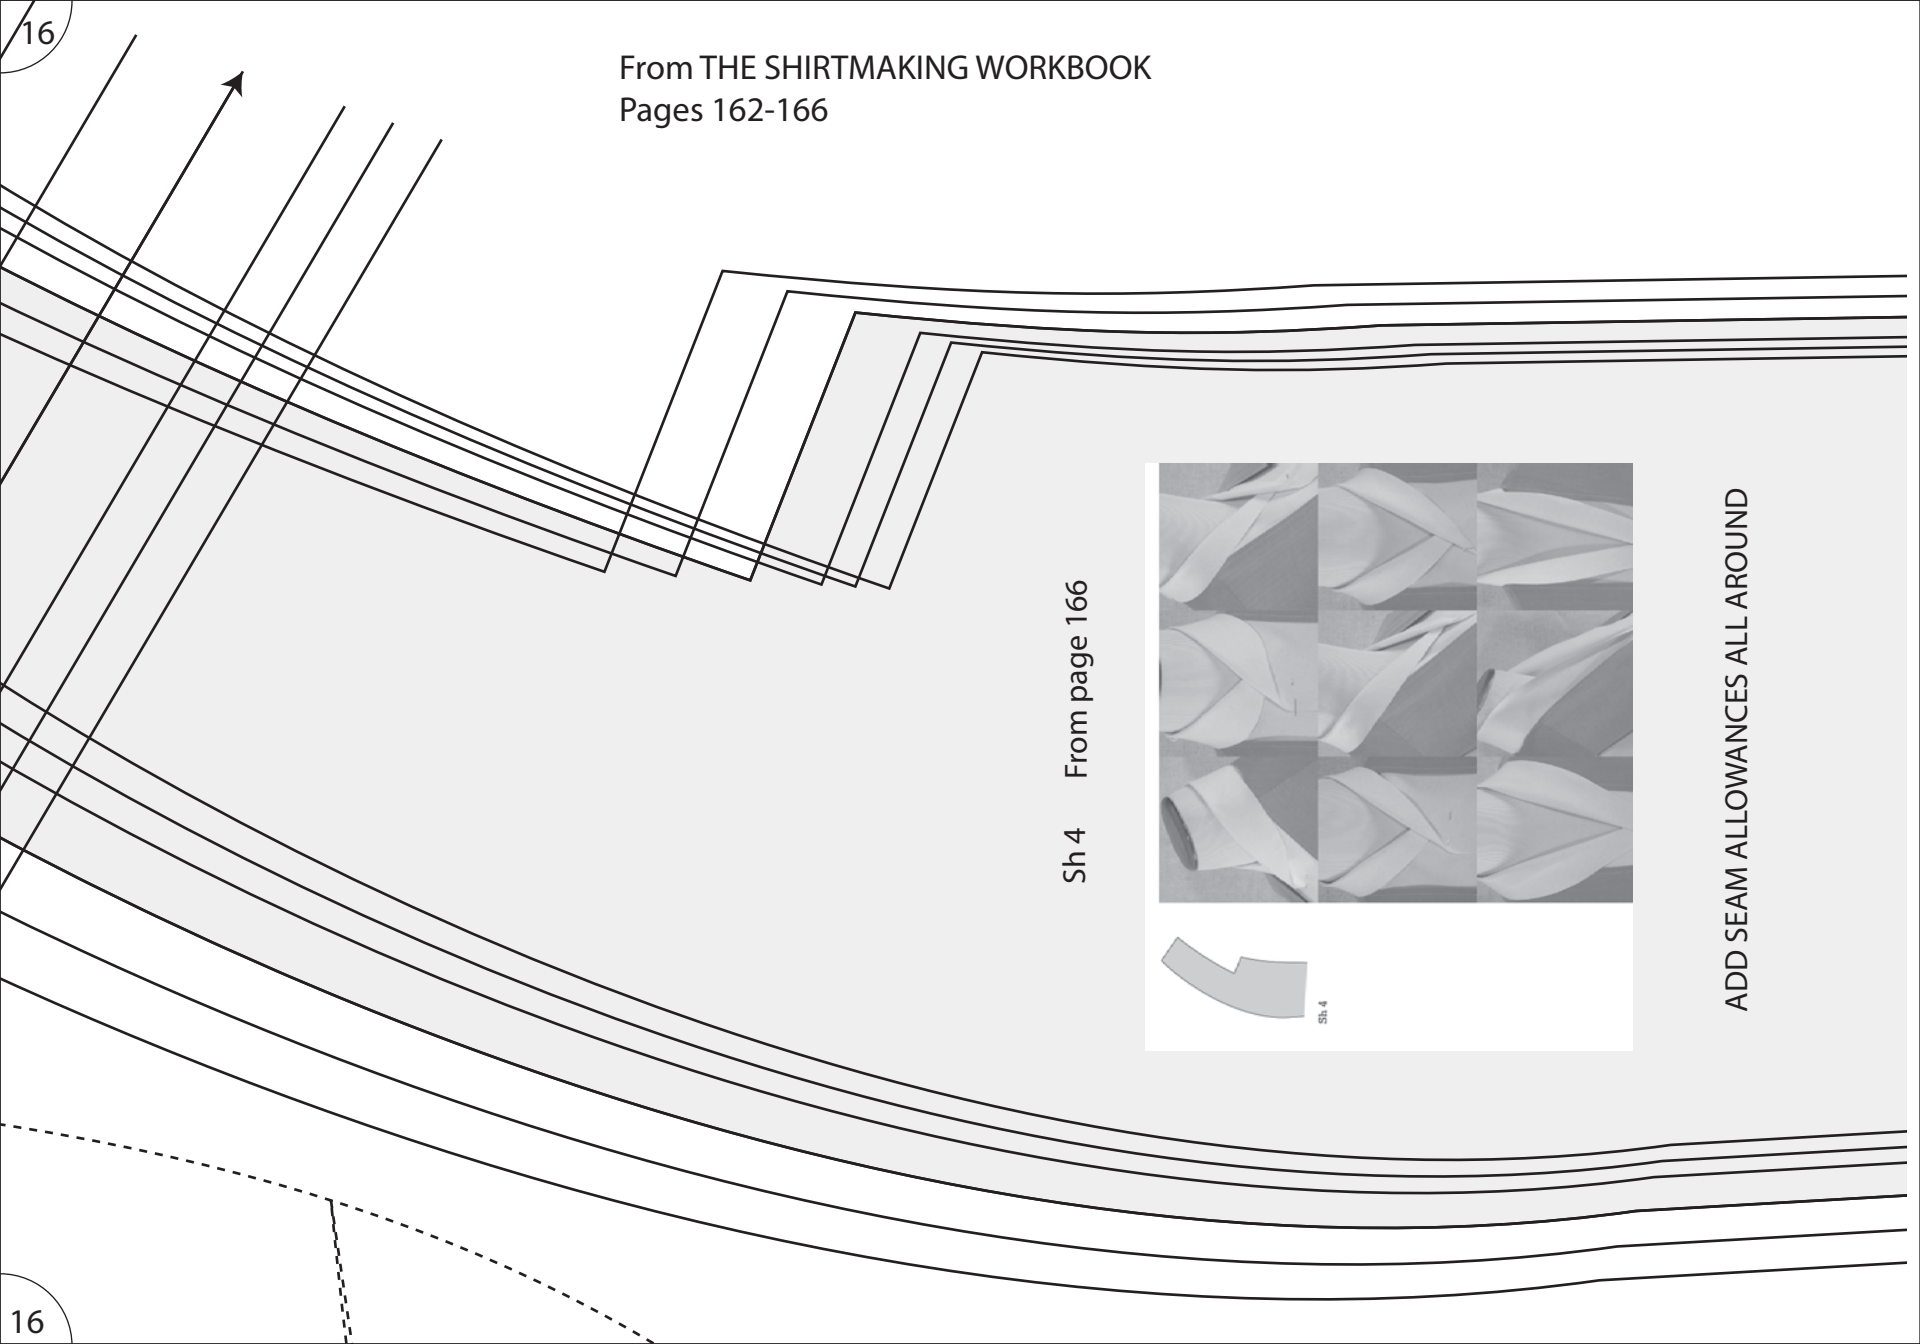 16
From THE SHIRTMAKING WORKBOOK
Pages 162-166
Sh 4 From page 166
ADD SEAM ALLOWANCES ALL AROUND
Sh 4
16